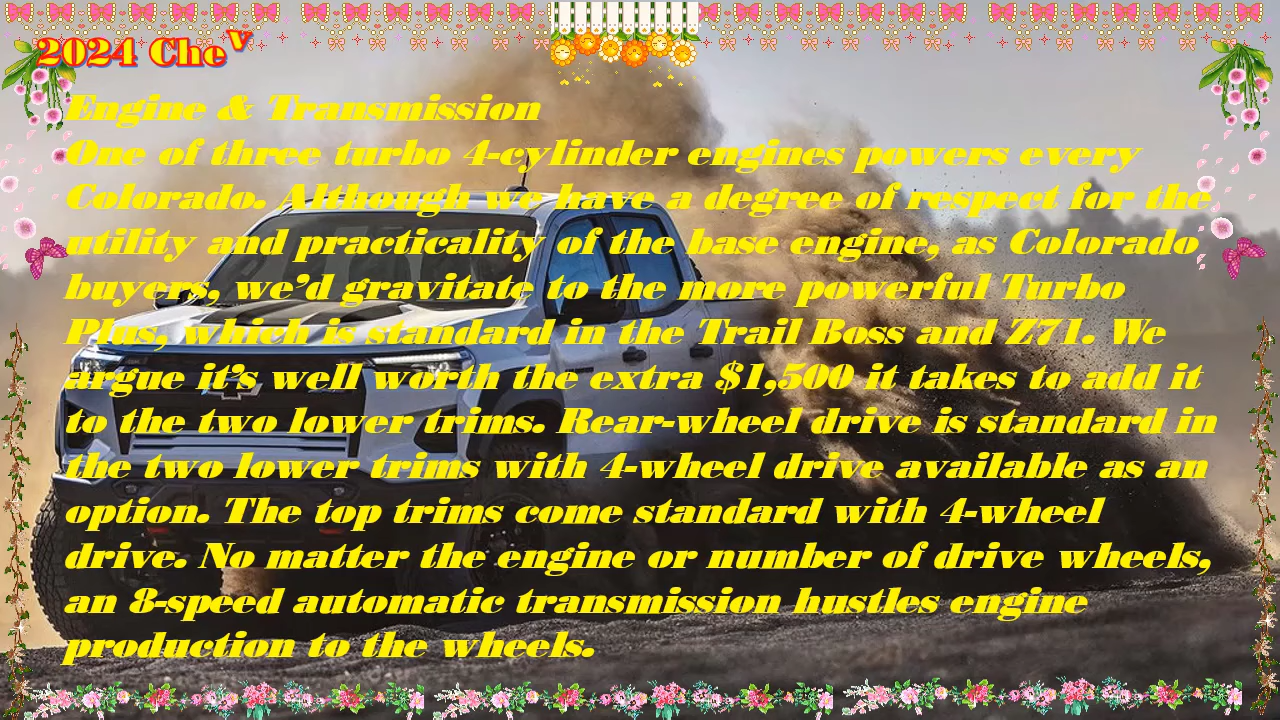 2024 Chev
Engine & Transmission
One of three turbo 4-cylinder engines powers every
Colorado. Although we have a degree of respect for the
utility and practicality of the base engine, as Colorado
buyers, we’d gravitate to the more powerful Turbo
Plus, which is standard in the Trail Boss and Z71. We
argue it’s well worth the extra $1,500 it takes to add it
to the two lower trims. Rear-wheel drive is standard in
the two lower trims with 4-wheel drive available as an
option. The top trims come standard with 4-wheel
drive. No matter the engine or number of drive wheels,
an 8-speed automatic transmission hustles engine
production to the wheels.